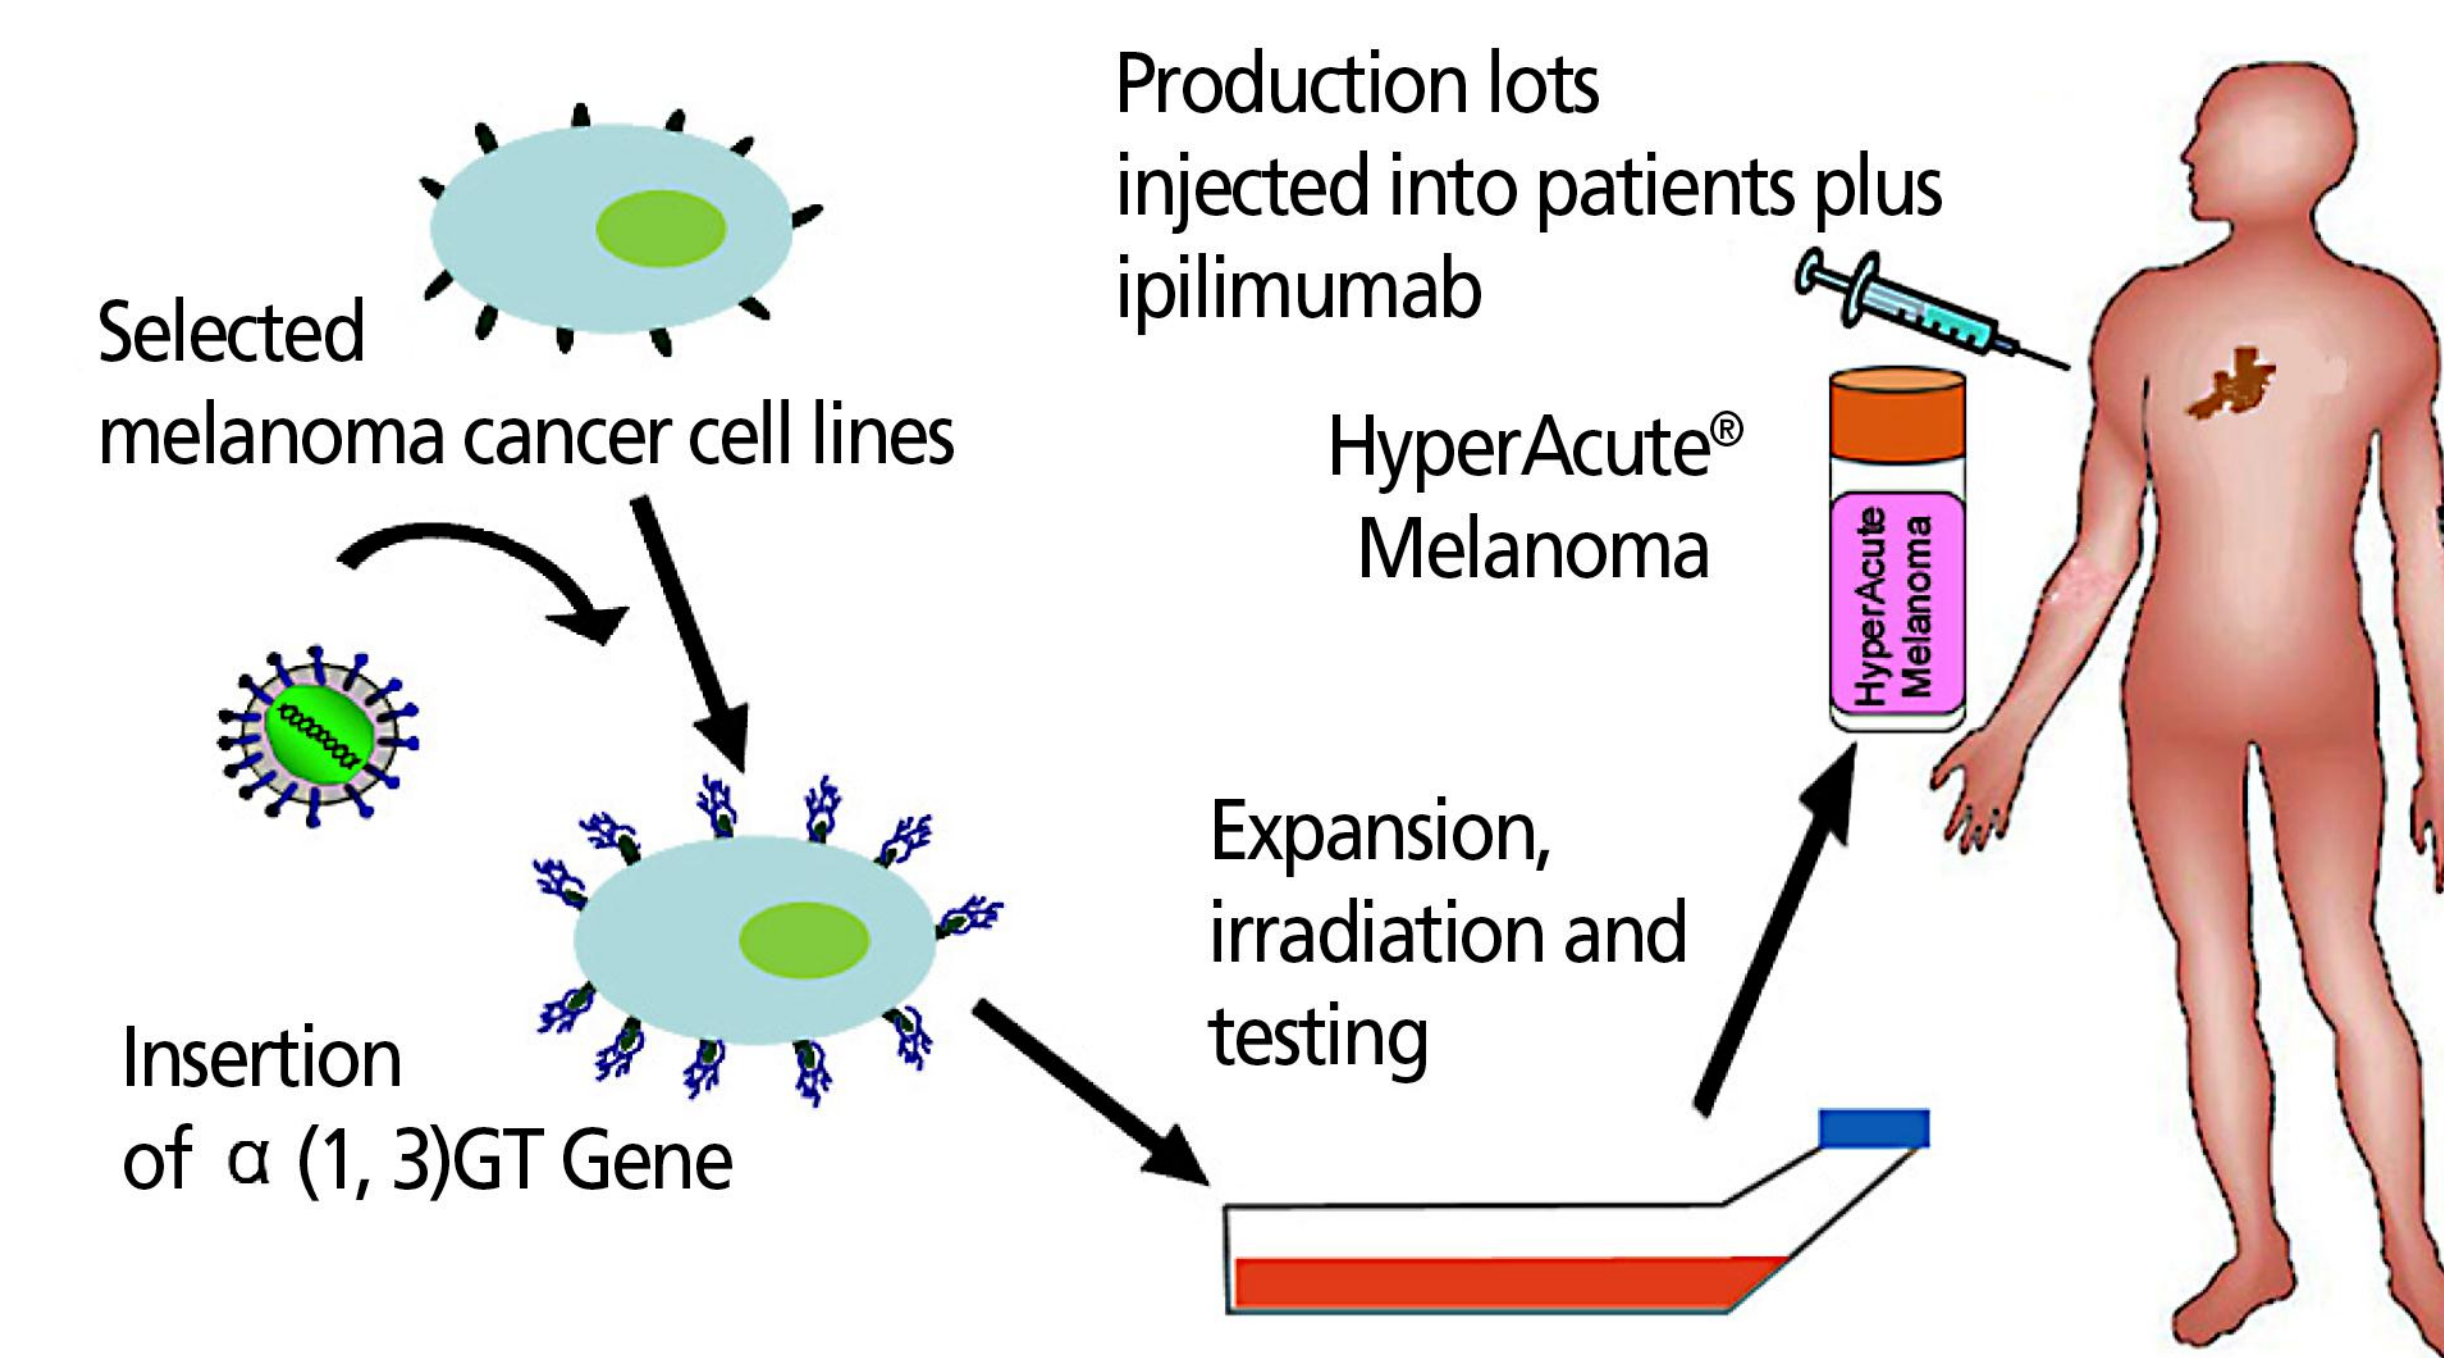 Selected
melanoma cancer cell lines
Insertion
of α (1, 3)GT Gene
Expansion,
irradiation and
testing
HyperAcute®
Melanoma
HyperAcute
Melanoma
Production lots
injected into patients plus
ipilimumab